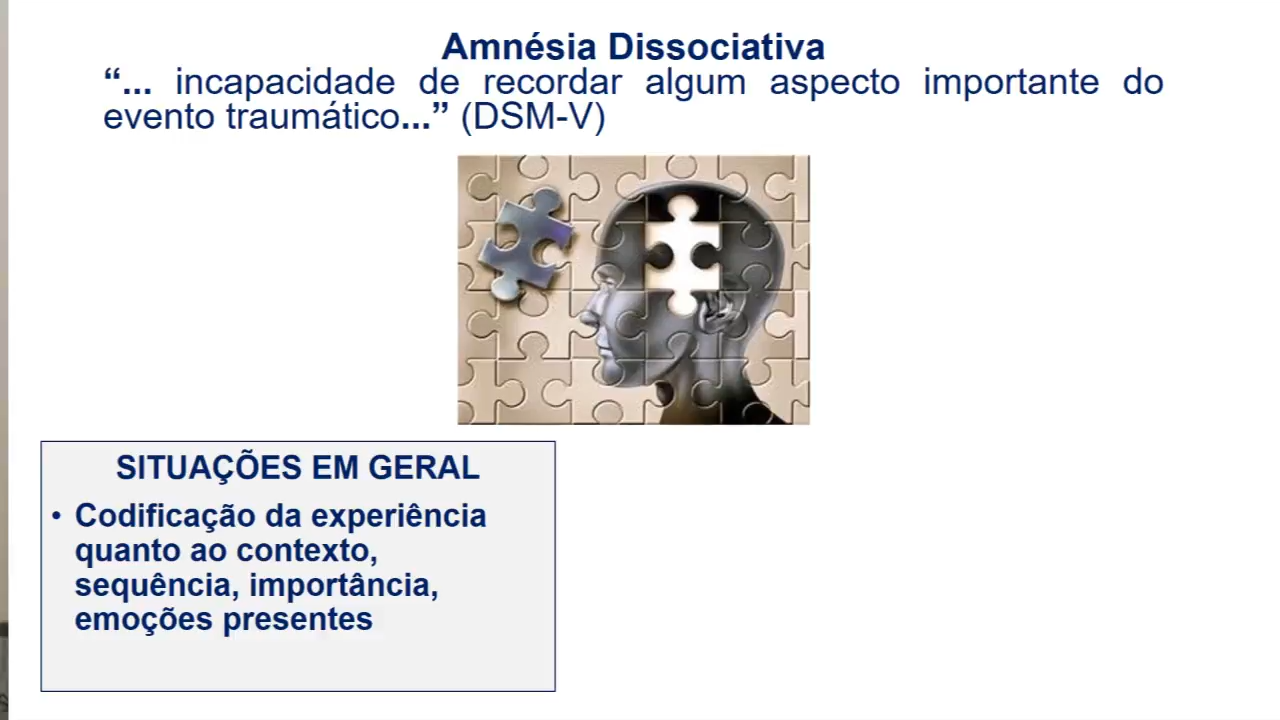 Amnésia Dissociativa
“... incapacidade de recordar algum aspecto importante do
evento traumático...” (DSM-V)
SITUAÇÕES EM GERAL
• Codificação da experiência
quanto ao contexto,
sequência, importância,
emoções presentes